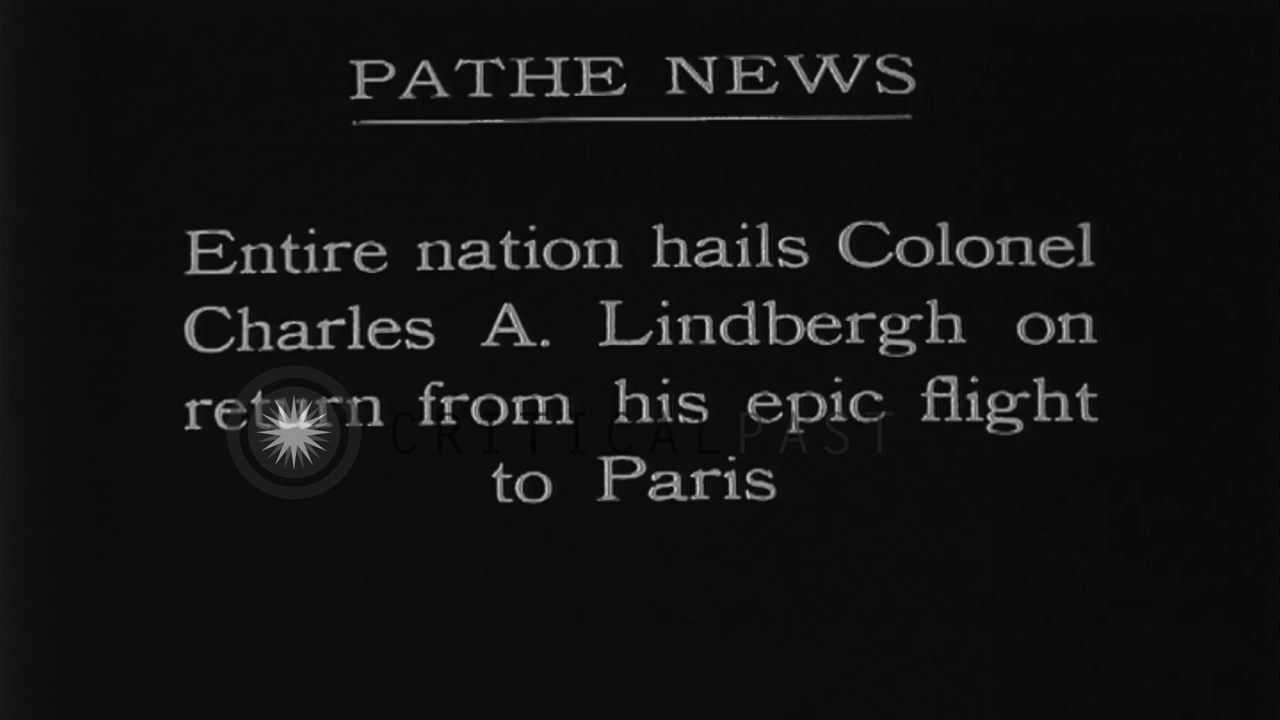 PATHE NEWS
Entire nation hails Colonel
Charles A. Lindbergh on
return from his epic flight
CRITICALPAST
to Paris